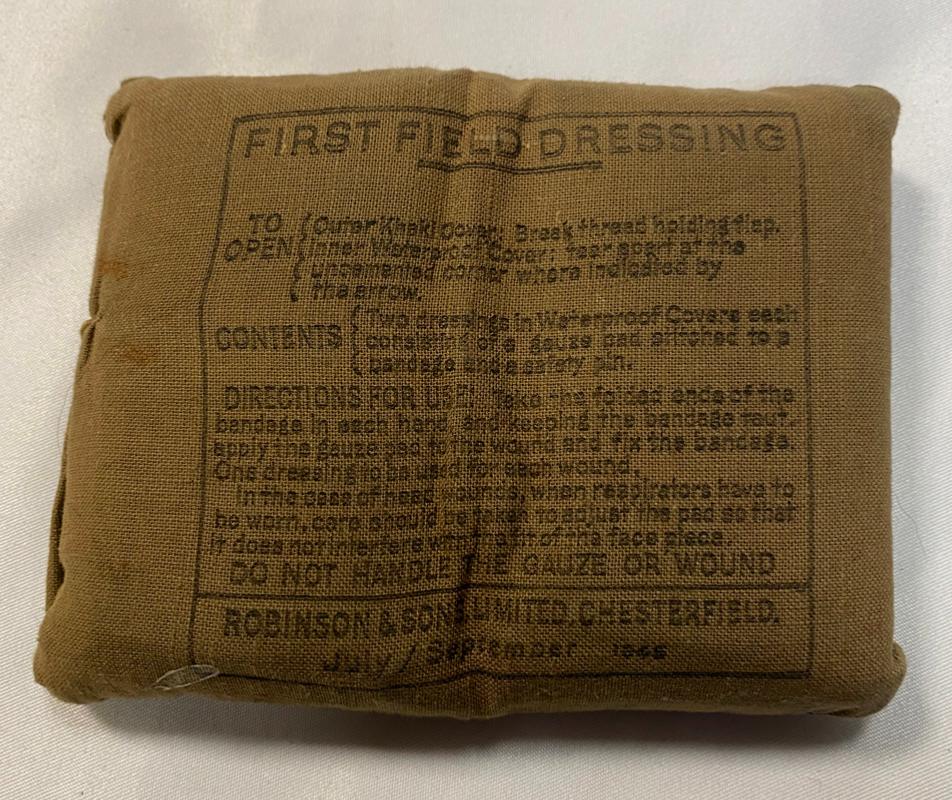 FIRST FIELD DRESSING
TO OPEN { Outer Khaki cover: Break thread holding flap.
Inner Waterproof Cover: Tear apart at the
uncemented corner where indicated by
the arrow.
CONTENTS { Two dressings in Waterproof Covers each
consisting of a gauze pad stitched to a
bandage and a safety pin.
DIRECTIONS FOR USE: Take the folded ends of the
bandage in each hand and keeping the bandage taut,
apply the gauze pad to the wound and fix the bandage.
One dressing to be used for each wound.
In the case of head wounds, when respirators have to
be worn, care should be taken to adjust the pad so that
it does not interfere with the fit of the face piece.
DO NOT HANDLE THE GAUZE OR WOUND
ROBINSON & SONS LIMITED, CHESTERFIELD.
July/September